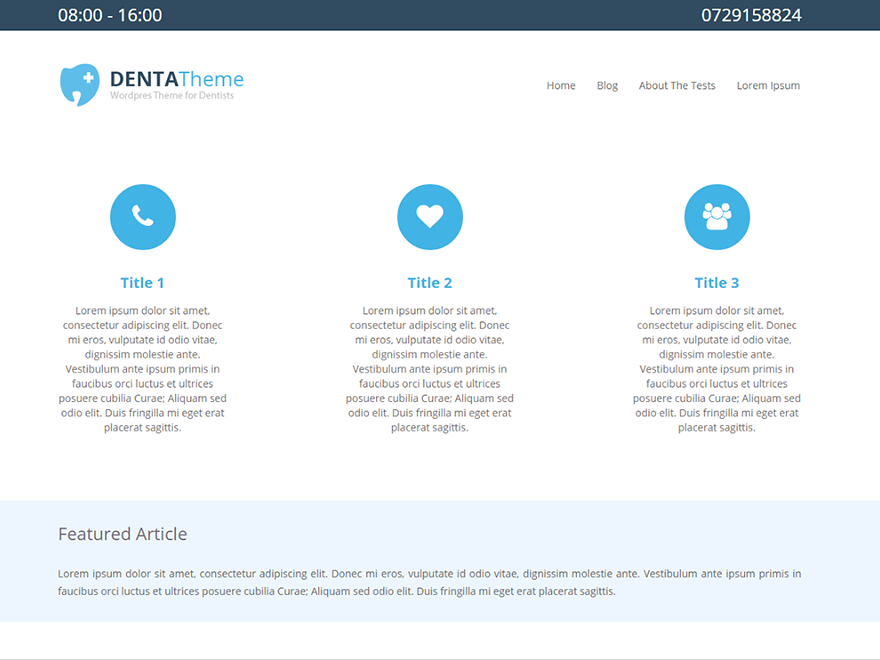 08:00 - 16:00 0729158824
DENTATheme
Wordpres Theme for Dentists
Home Blog About The Tests Lorem Ipsum
Title 1
Lorem ipsum dolor sit amet,
consectetur adipiscing elit. Donec
mi eros, vulputate id odio vitae,
dignissim molestie ante.
Vestibulum ante ipsum primis in
faucibus orci luctus et ultrices
posuere cubilia Curae; Aliquam sed
odio elit. Duis fringilla mi eget erat
placerat sagittis.
Title 2
Lorem ipsum dolor sit amet,
consectetur adipiscing elit. Donec
mi eros, vulputate id odio vitae,
dignissim molestie ante.
Vestibulum ante ipsum primis in
faucibus orci luctus et ultrices
posuere cubilia Curae; Aliquam sed
odio elit. Duis fringilla mi eget erat
placerat sagittis.
Title 3
Lorem ipsum dolor sit amet,
consectetur adipiscing elit. Donec
mi eros, vulputate id odio vitae,
dignissim molestie ante.
Vestibulum ante ipsum primis in
faucibus orci luctus et ultrices
posuere cubilia Curae; Aliquam sed
odio elit. Duis fringilla mi eget erat
placerat sagittis.
Featured Article
Lorem ipsum dolor sit amet, consectetur adipiscing elit. Donec mi eros, vulputate id odio vitae, dignissim molestie ante. Vestibulum ante ipsum primis in
faucibus orci luctus et ultrices posuere cubilia Curae; Aliquam sed odio elit. Duis fringilla mi eget erat placerat sagittis.